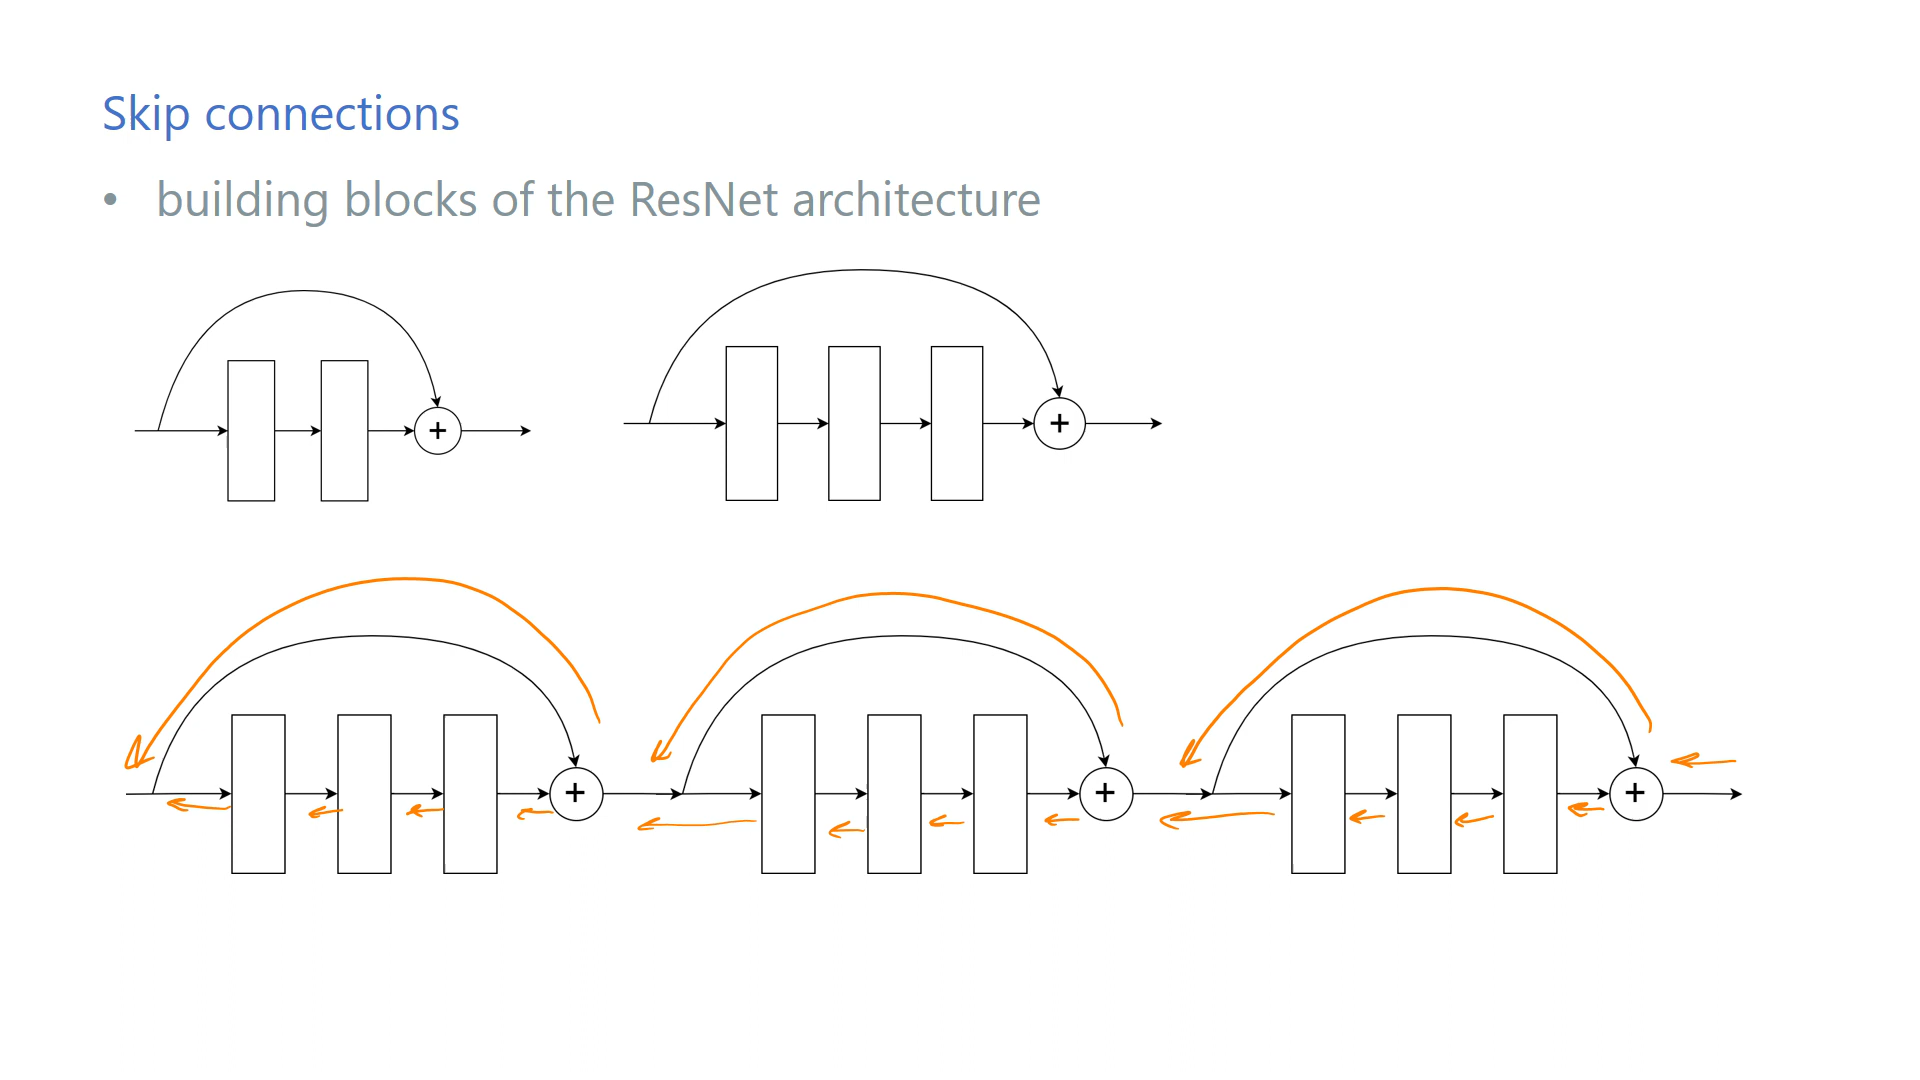 Skip connections
• building blocks of the ResNet architecture
+
+
+
+
+